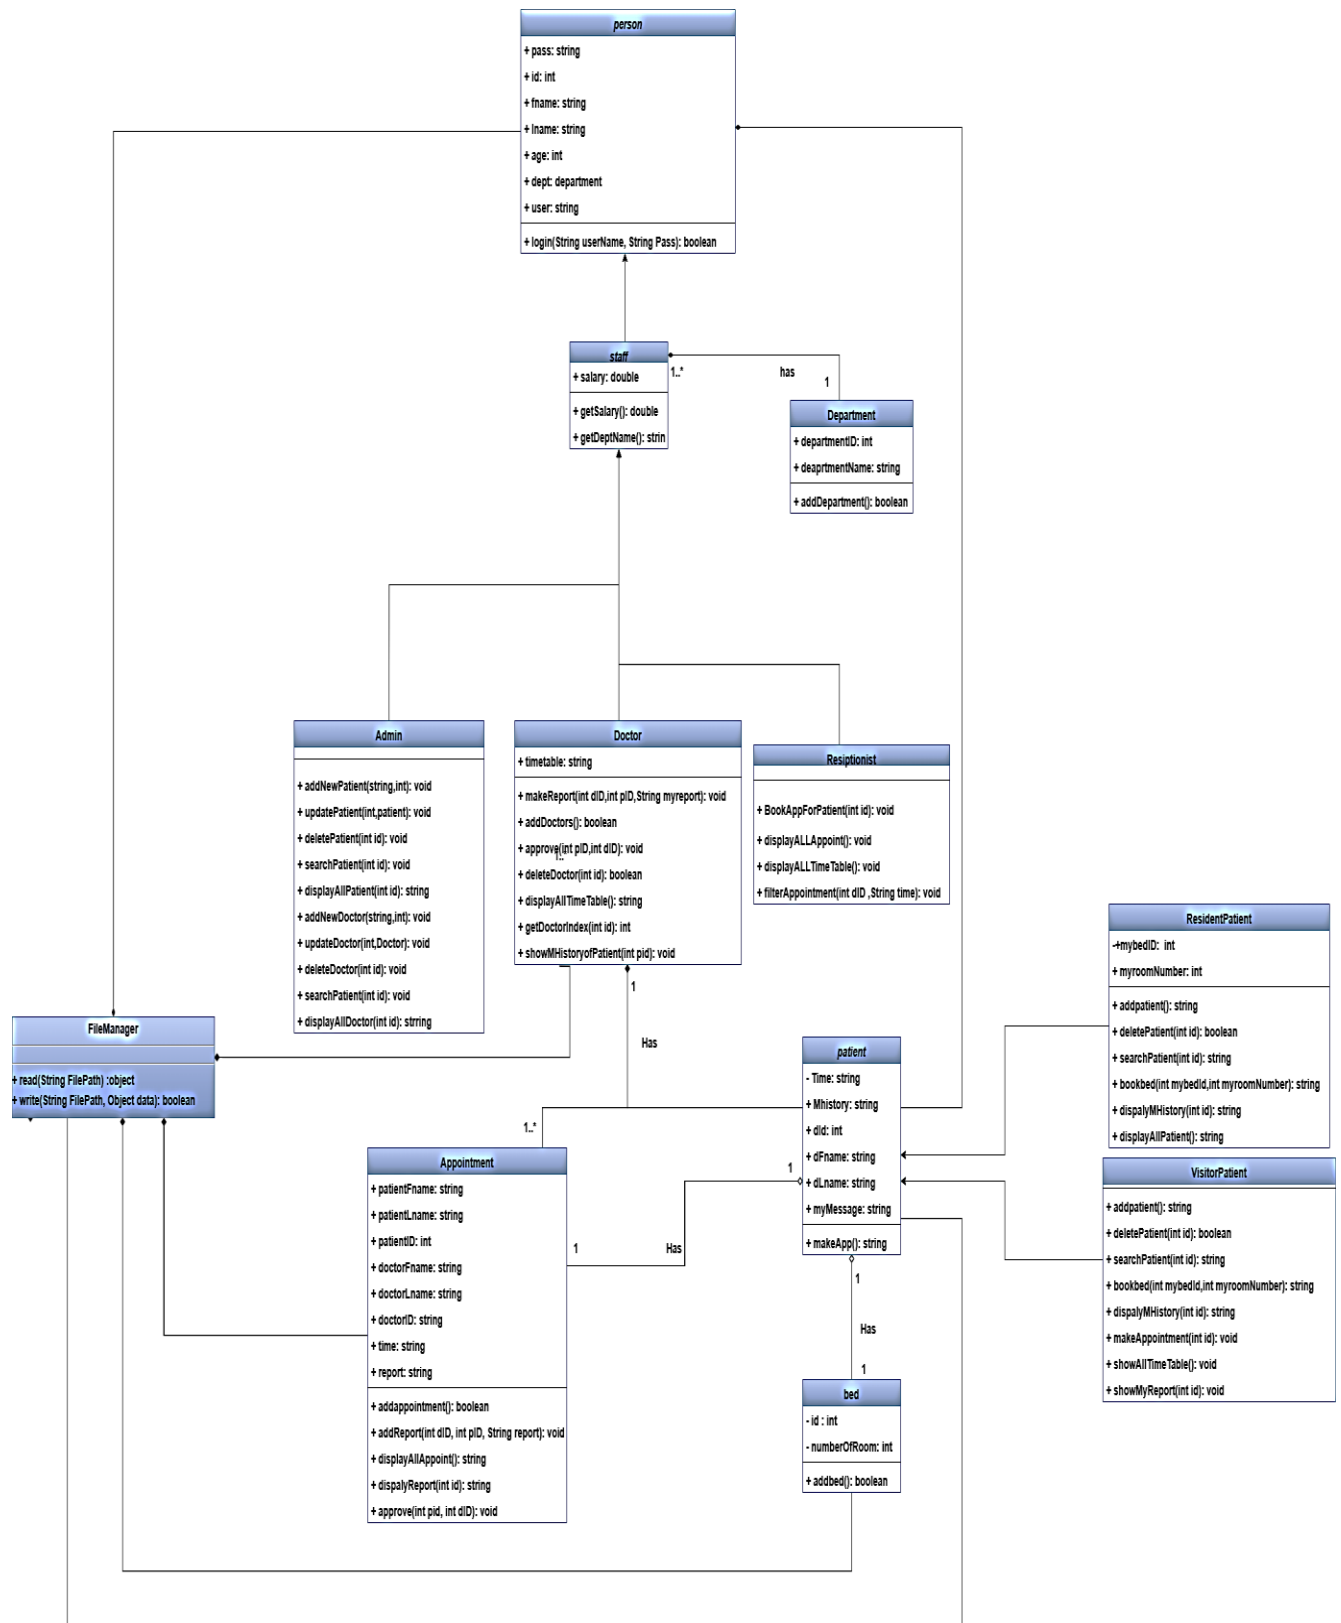 person
+ pass: string
+ id: int
+ fname: string
+ lname: string
+ age: int
+ dept: department
+ user: string
+ login(String userName, String Pass): boolean
staff
+ salary: double
+ getSalary(): double
+ getDeptName(): strin
1..*
has
1
Department
+ departmentID: int
+ deaprtmentName: string
+ addDepartment(): boolean
Admin
+ addNewPatient(string,int): void
+ updatePatient(int,patient): void
+ deletePatient(int id): void
+ searchPatient(int id): void
+ displayAllPatient(int id): string
+ addNewDoctor(string,int): void
+ updateDoctor(int,Doctor): void
+ deleteDoctor(int id): void
+ searchPatient(int id): void
+ displayAllDoctor(int id): strring
Doctor
+ timetable: string
+ makeReport(int dID,int pID,String myreport): void
+ addDoctors(): boolean
+ approve(int pID,int dID): void
+ deleteDoctor(int id): boolean
+ displayAllTimeTable(): string
+ getDoctorIndex(int id): int
+ showMHistoryofPatient(int pid): void
1
Has
1..*
Resiptionist
+ BookAppForPatient(int id): void
+ displayALLAppoint(): void
+ displayALLTimeTable(): void
+ filterAppointment(int dID ,String time): void
ResidentPatient
-+mybedID: int
+ myroomNumber: int
+ addpatient(): string
+ deletePatient(int id): boolean
+ searchPatient(int id): string
+ bookbed(int mybedId,int myroomNumber): string
+ dispalyMHistory(int id): string
+ displayAllPatient(): string
FileManager
+ read(String FilePath) :object
+ write(String FilePath, Object data): boolean
patient
- Time: string
+ Mhistory: string
+ dId: int
+ dFname: string
+ dLname: string
+ myMessage: string
+ makeApp(): string
VisitorPatient
+ addpatient(): string
+ deletePatient(int id): boolean
+ searchPatient(int id): string
+ bookbed(int mybedId,int myroomNumber): string
+ dispalyMHistory(int id): string
+ makeAppointment(int id): void
+ showAllTimeTable(): void
+ showMyReport(int id): void
Appointment
+ patientFname: string
+ patientLname: string
+ patientID: int
+ doctorFname: string
+ doctorLname: string
+ doctorID: string
+ time: string
+ report: string
+ addappointment(): boolean
+ addReport(int dID, int pID, String report): void
+ displayAllAppoint(): string
+ dispalyReport(int id): string
+ approve(int pid, int dID): void
1
Has
1
1
Has
1
bed
- id : int
- numberOfRoom: int
+ addbed(): boolean